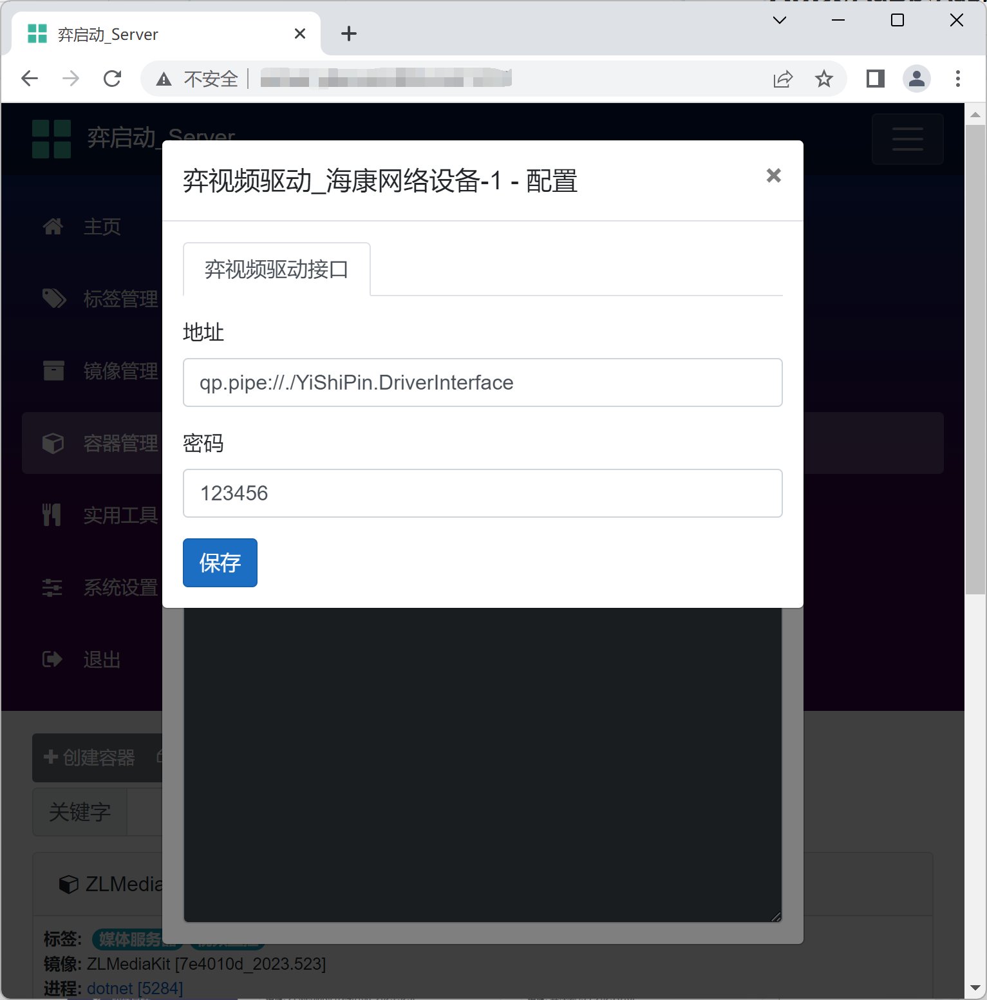 弈启动_Server
不安全
弈启动_Server
弈视频驱动_海康网络设备-1 - 配置
主页
弈视频驱动接口
标签管理
地址
镜像管理
qp.pipe://./YiShiPin.DriverInterface
容器管理
密码
123456
实用工具
保存
系统设置
退出
创建容器
关键字
ZLMedia
标签: 媒体服务器
镜像: ZLMediaKit [7e4010d_2023.523]
进程: dotnet [5284]